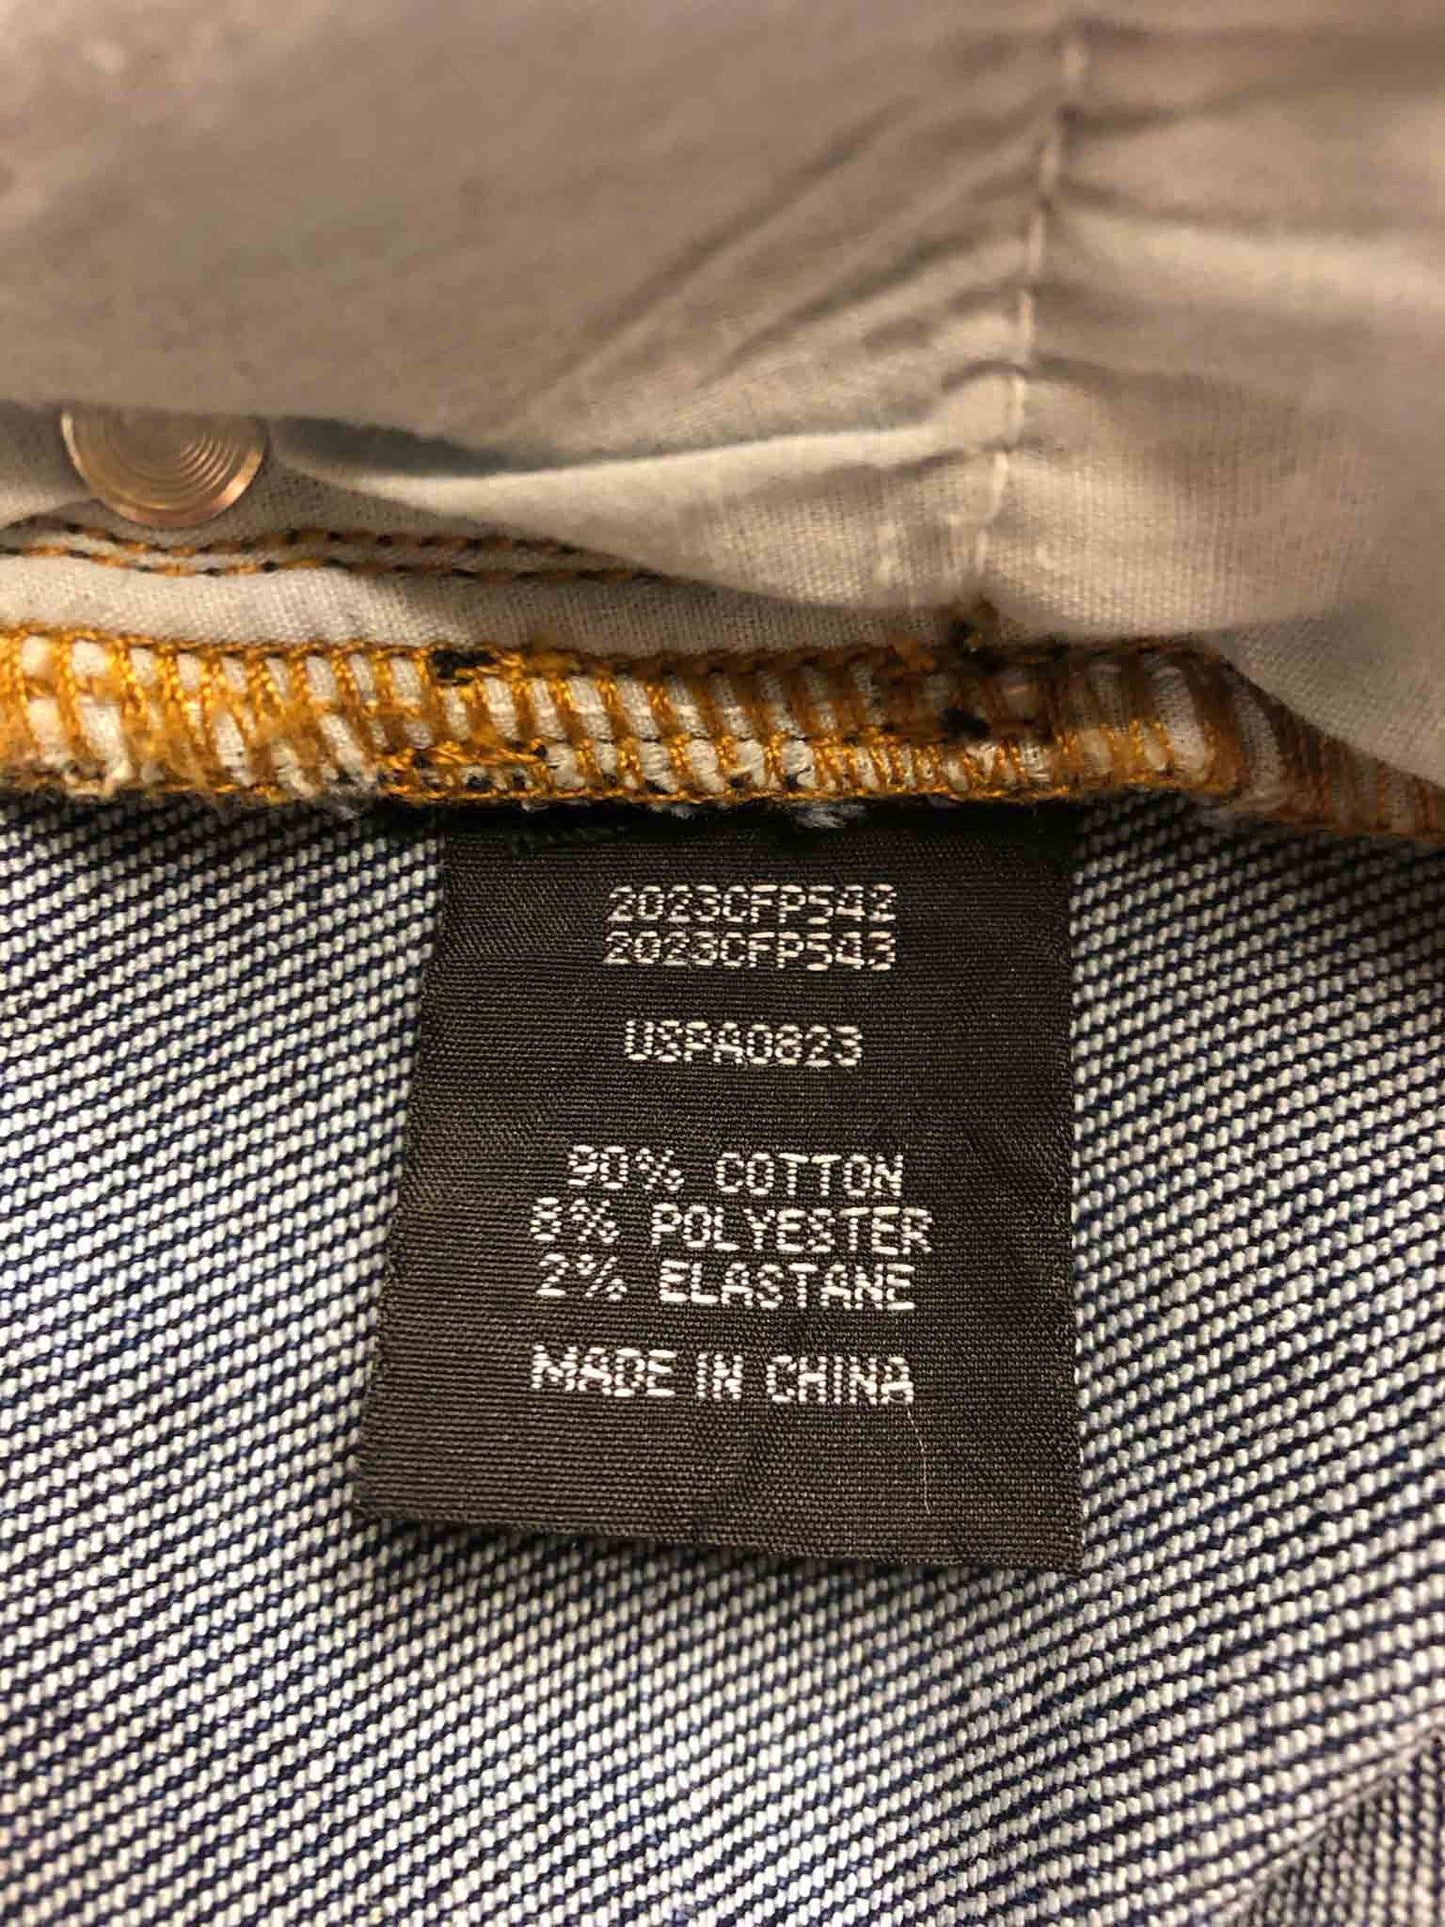 2023CFP542
2023CFP543
USPA0823
90% COTTON
8% POLYESTER
2% ELASTANE
MADE IN CHINA